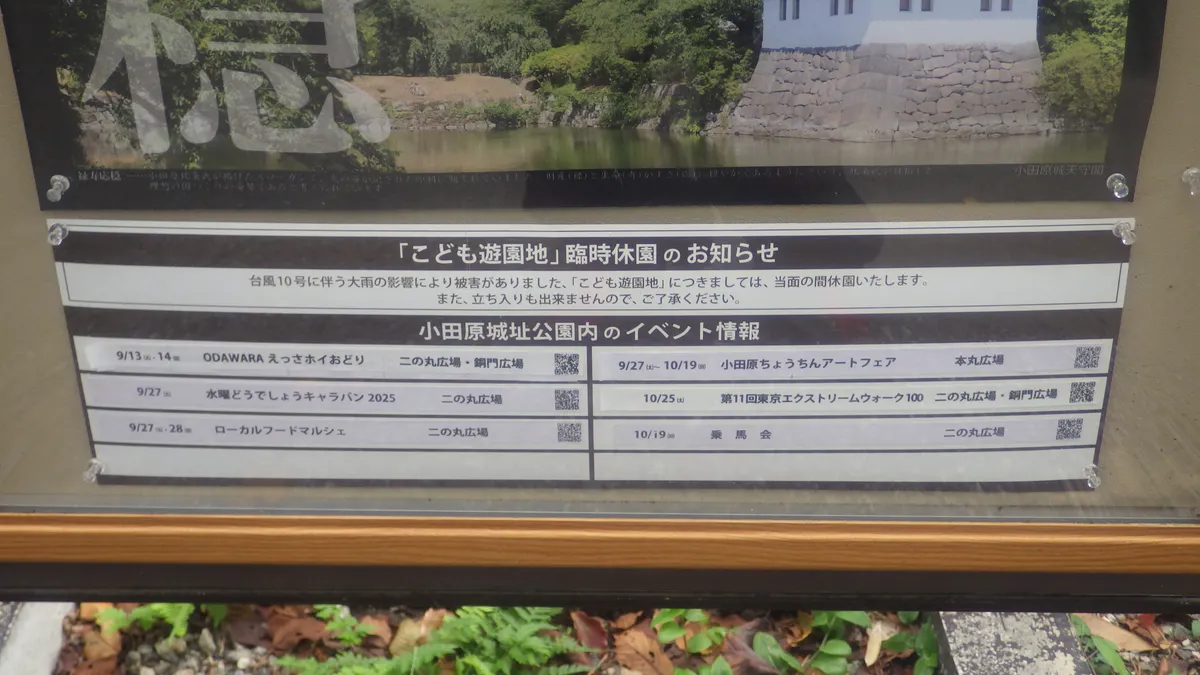 憩
小田原城天守閣
「こども遊園地」臨時休園のお知らせ
台風10号に伴う大雨の影響により被害がありました、「こども遊園地」につきましては、当面の間休園いたします。
また、立ち入りも出来ませんので、ご了承ください。
小田原城址公園内のイベント情報
9/13(土)・14(日) ODAWARA えっさホイおどり 二の丸広場・銅門広場
9/27(土) 水曜どうでしょうキャラバン 2025 二の丸広場
9/27(土)・28(日) ローカルフードマルシェ 二の丸広場
9/27(土)～ 10/19(日) 小田原ちょうちんアートフェア 本丸広場
10/25(土) 第11回東京エクストリームウォーク100 二の丸広場・銅門広場
10/19(日) 乗馬会 二の丸広場